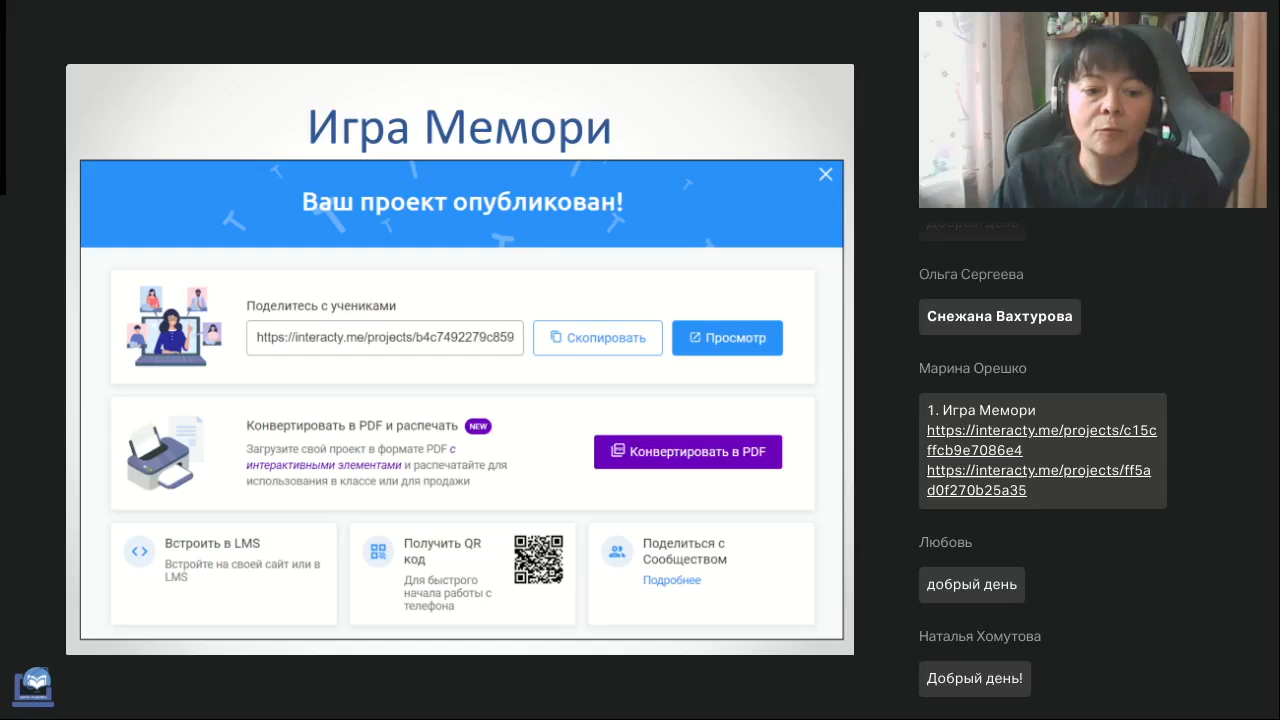 Игра Мемори
Ваш проект опубликован!
Поделитесь с учениками
https://interacty.me/projects/b4c7492279c859
Скопировать
Просмотр
Конвертировать в PDF и распечать NEW
Загрузите свой проект в формате PDF с
интерактивными элементами и распечатайте для
использования в классе или для продажи
Конвертировать в PDF
Встроить в LMS
Встройте на своей сайт или в
LMS
Получить QR
код
Для быстрого
начала работы с
телефона
Поделиться с
Сообществом
Подробнее
Добрый день
Ольга Сергеева
Снежана Вахтурова
Марина Орешко
1. Игра Мемори
https://interacty.me/projects/c15c
ffcb9e7086e4
https://interacty.me/projects/ff5a
d0f270b25a35
Любовь
добрый день
Наталья Хомутова
Добрый день!